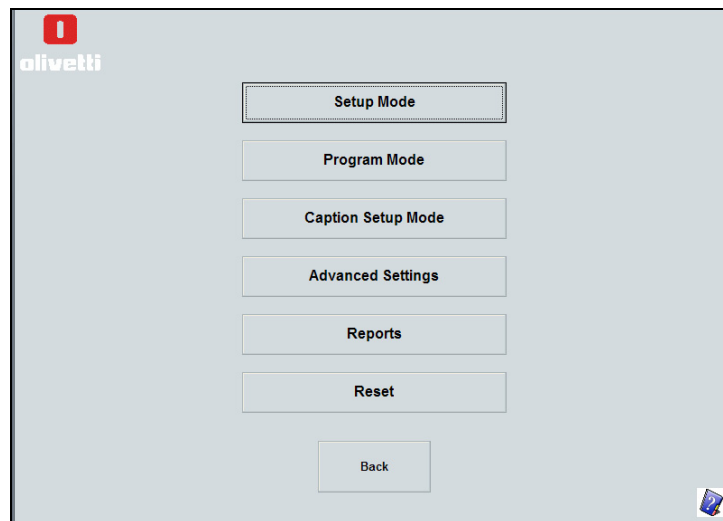 olivetti
Setup Mode
Program Mode
Caption Setup Mode
Advanced Settings
Reports
Reset
Back
?